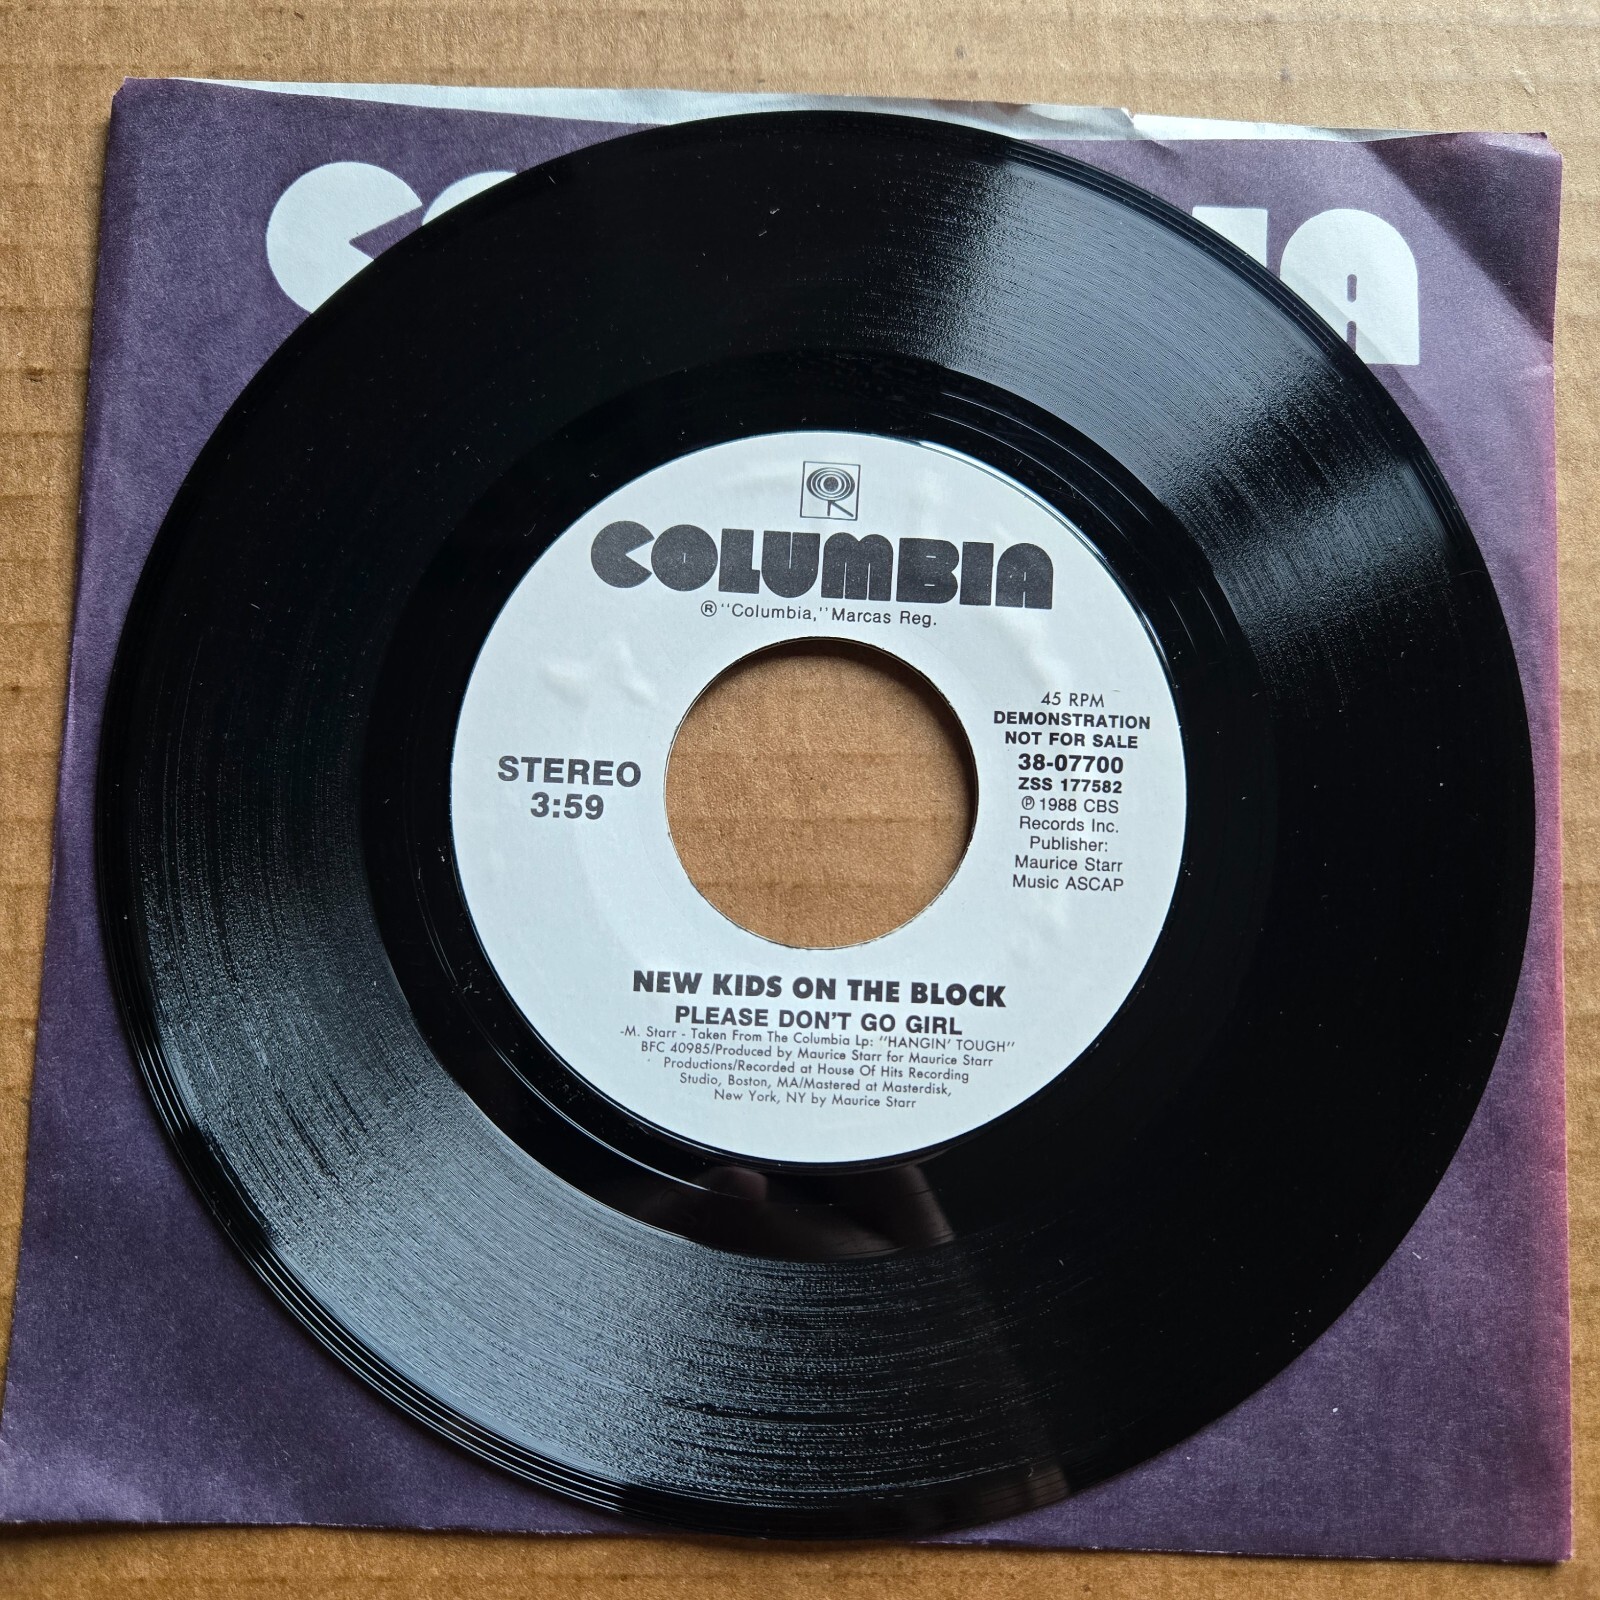 COLUMBIA
® "Columbia," Marcas Reg.
STEREO
3:59
45 RPM
DEMONSTRATION
NOT FOR SALE
38-07700
ZSS 177582
℗ 1988 CBS
Records Inc.
Publisher:
Maurice Starr
Music ASCAP
NEW KIDS ON THE BLOCK
PLEASE DON'T GO GIRL
-M. Starr - Taken From The Columbia Lp: "HANGIN' TOUGH"
BFC 40985/Produced by Maurice Starr for Maurice Starr
Productions/Recorded at House Of Hits Recording
Studio, Boston, MA/Mastered at Masterdisk,
New York, NY by Maurice Starr